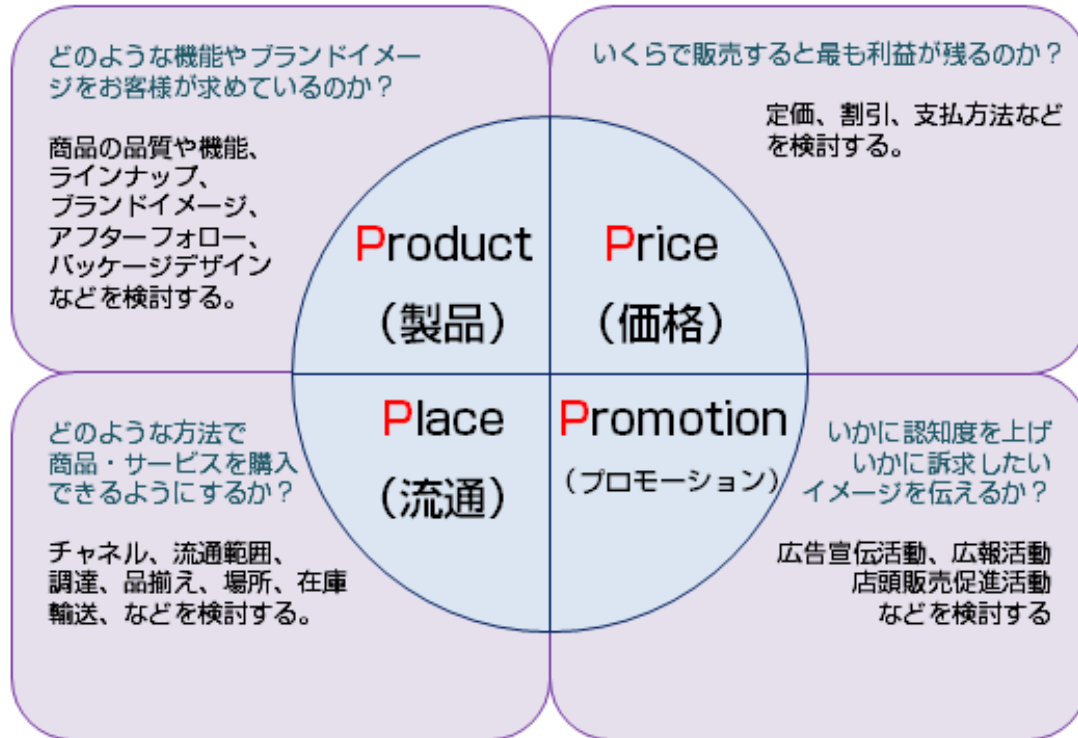 どのような機能やブランドイメー
ジをお客様が求めているのか？
商品の品質や機能、
ラインナップ、
ブランドイメージ、
アフターフォロー、
パッケージデザイン
などを検討する。
いくらで販売すると最も利益が残るのか？
定価、割引、支払方法など
を検討する。
Product
（製品）
Price
（価格）
Place
（流通）
Promotion
（プロモーション）
どのような方法で
商品・サービスを購入
できるようにするか？
チャネル、流通範囲、
調達、品揃え、場所、在庫
輸送、などを検討する。
いかに認知度を上げ
いかに訴求したい
イメージを伝えるか？
広告宣伝活動、広報活動
店頭販売促進活動
などを検討する